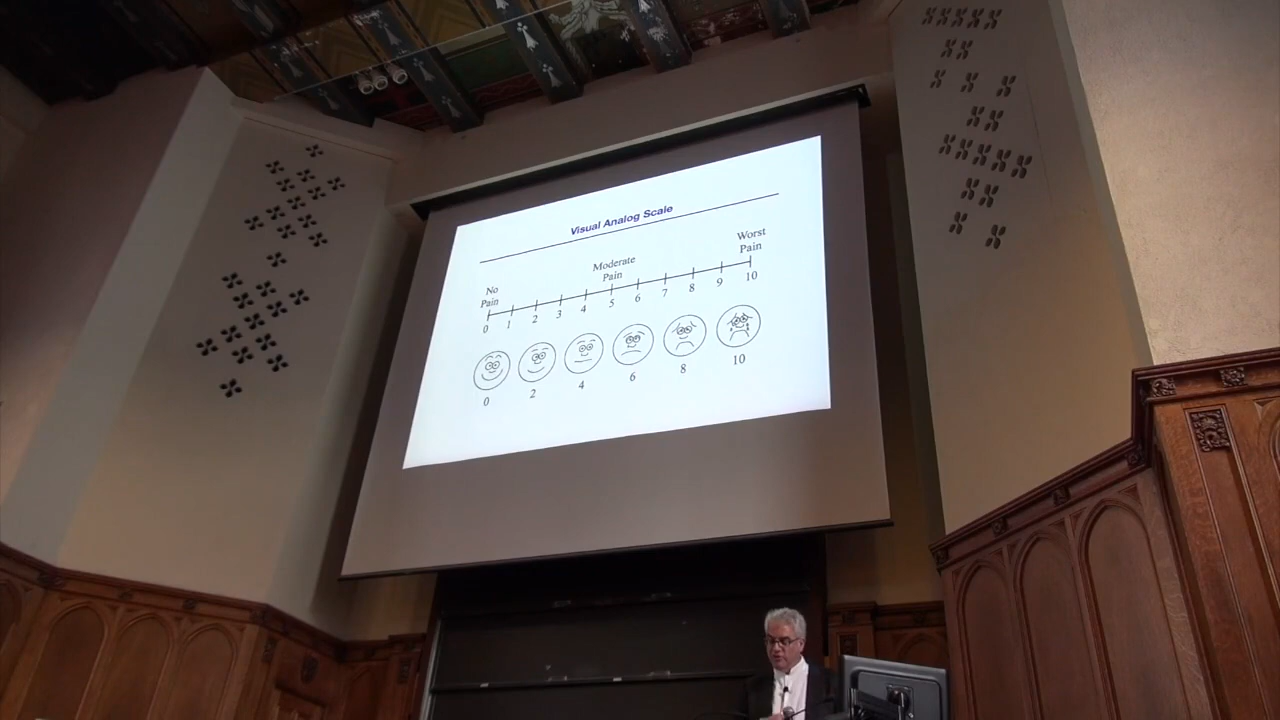 Visual Analog Scale
No
Pain
Moderate
Pain
Worst
Pain
0 1 2 3 4 5 6 7 8 9 10
0 2 4 6 8 10